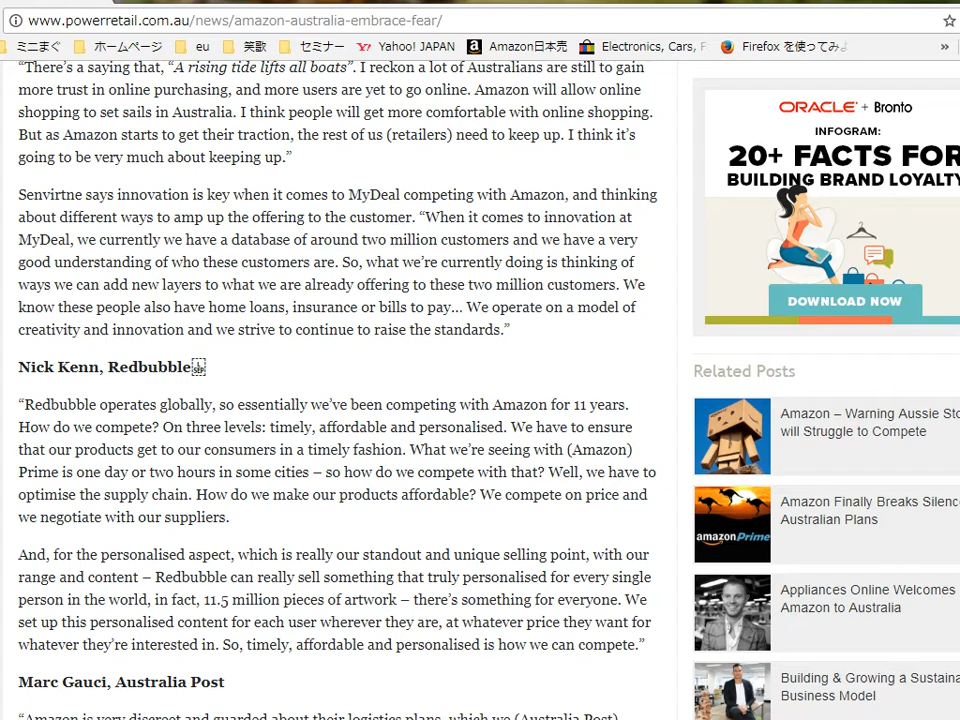 www.powerretail.com.au/news/amazon-australia-embrace-fear/
ミニまぐ ホームページ eu 笑歌 セミナー Yahoo! JAPAN Amazon日本売 Electronics, Cars, F Firefox を使ってみよ »
“There’s a saying that, “A rising tide lifts all boats”. I reckon a lot of Australians are still to gain
more trust in online purchasing, and more users are yet to go online. Amazon will allow online
shopping to set sails in Australia. I think people will get more comfortable with online shopping.
But as Amazon starts to get their traction, the rest of us (retailers) need to keep up. I think it’s
going to be very much about keeping up.”
Senvirtne says innovation is key when it comes to MyDeal competing with Amazon, and thinking
about different ways to amp up the offering to the customer. “When it comes to innovation at
MyDeal, we currently we have a database of around two million customers and we have a very
good understanding of who these customers are. So, what we’re currently doing is thinking of
ways we can add new layers to what we are already offering to these two million customers. We
know these people also have home loans, insurance or bills to pay… We operate on a model of
creativity and innovation and we strive to continue to raise the standards.”
Nick Kenn, Redbubble
“Redbubble operates globally, so essentially we’ve been competing with Amazon for 11 years.
How do we compete? On three levels: timely, affordable and personalised. We have to ensure
that our products get to our consumers in a timely fashion. What we’re seeing with (Amazon)
Prime is one day or two hours in some cities – so how do we compete with that? Well, we have to
optimise the supply chain. How do we make our products affordable? We compete on price and
we negotiate with our suppliers.
And, for the personalised aspect, which is really our standout and unique selling point, with our
range and content – Redbubble can really sell something that truly personalised for every single
person in the world, in fact, 11.5 million pieces of artwork – there’s something for everyone. We
set up this personalised content for each user wherever they are, at whatever price they want for
whatever they’re interested in. So, timely, affordable and personalised is how we can compete.”
Marc Gauci, Australia Post
“Amazon is very discreet and guarded about their logistics plans, which we (Australia Post)
ORACLE + Bronto
INFOGRAM:
20+ FACTS FOR
BUILDING BRAND LOYALTY
DOWNLOAD NOW
Related Posts
Amazon – Warning Aussie Sto
will Struggle to Compete
amazonPrime
Amazon Finally Breaks Silenc
Australian Plans
Appliances Online Welcomes
Amazon to Australia
Building & Growing a Sustaina
Business Model